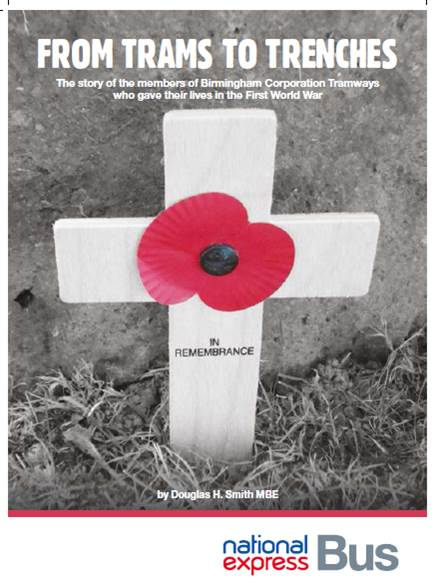 FROM TRAMS TO TRENCHES
The story of the members of Birmingham Corporation Tramways
who gave their lives in the First World War
IN
REMEMBRANCE
by Douglas H. Smith MBE
national
express Bus